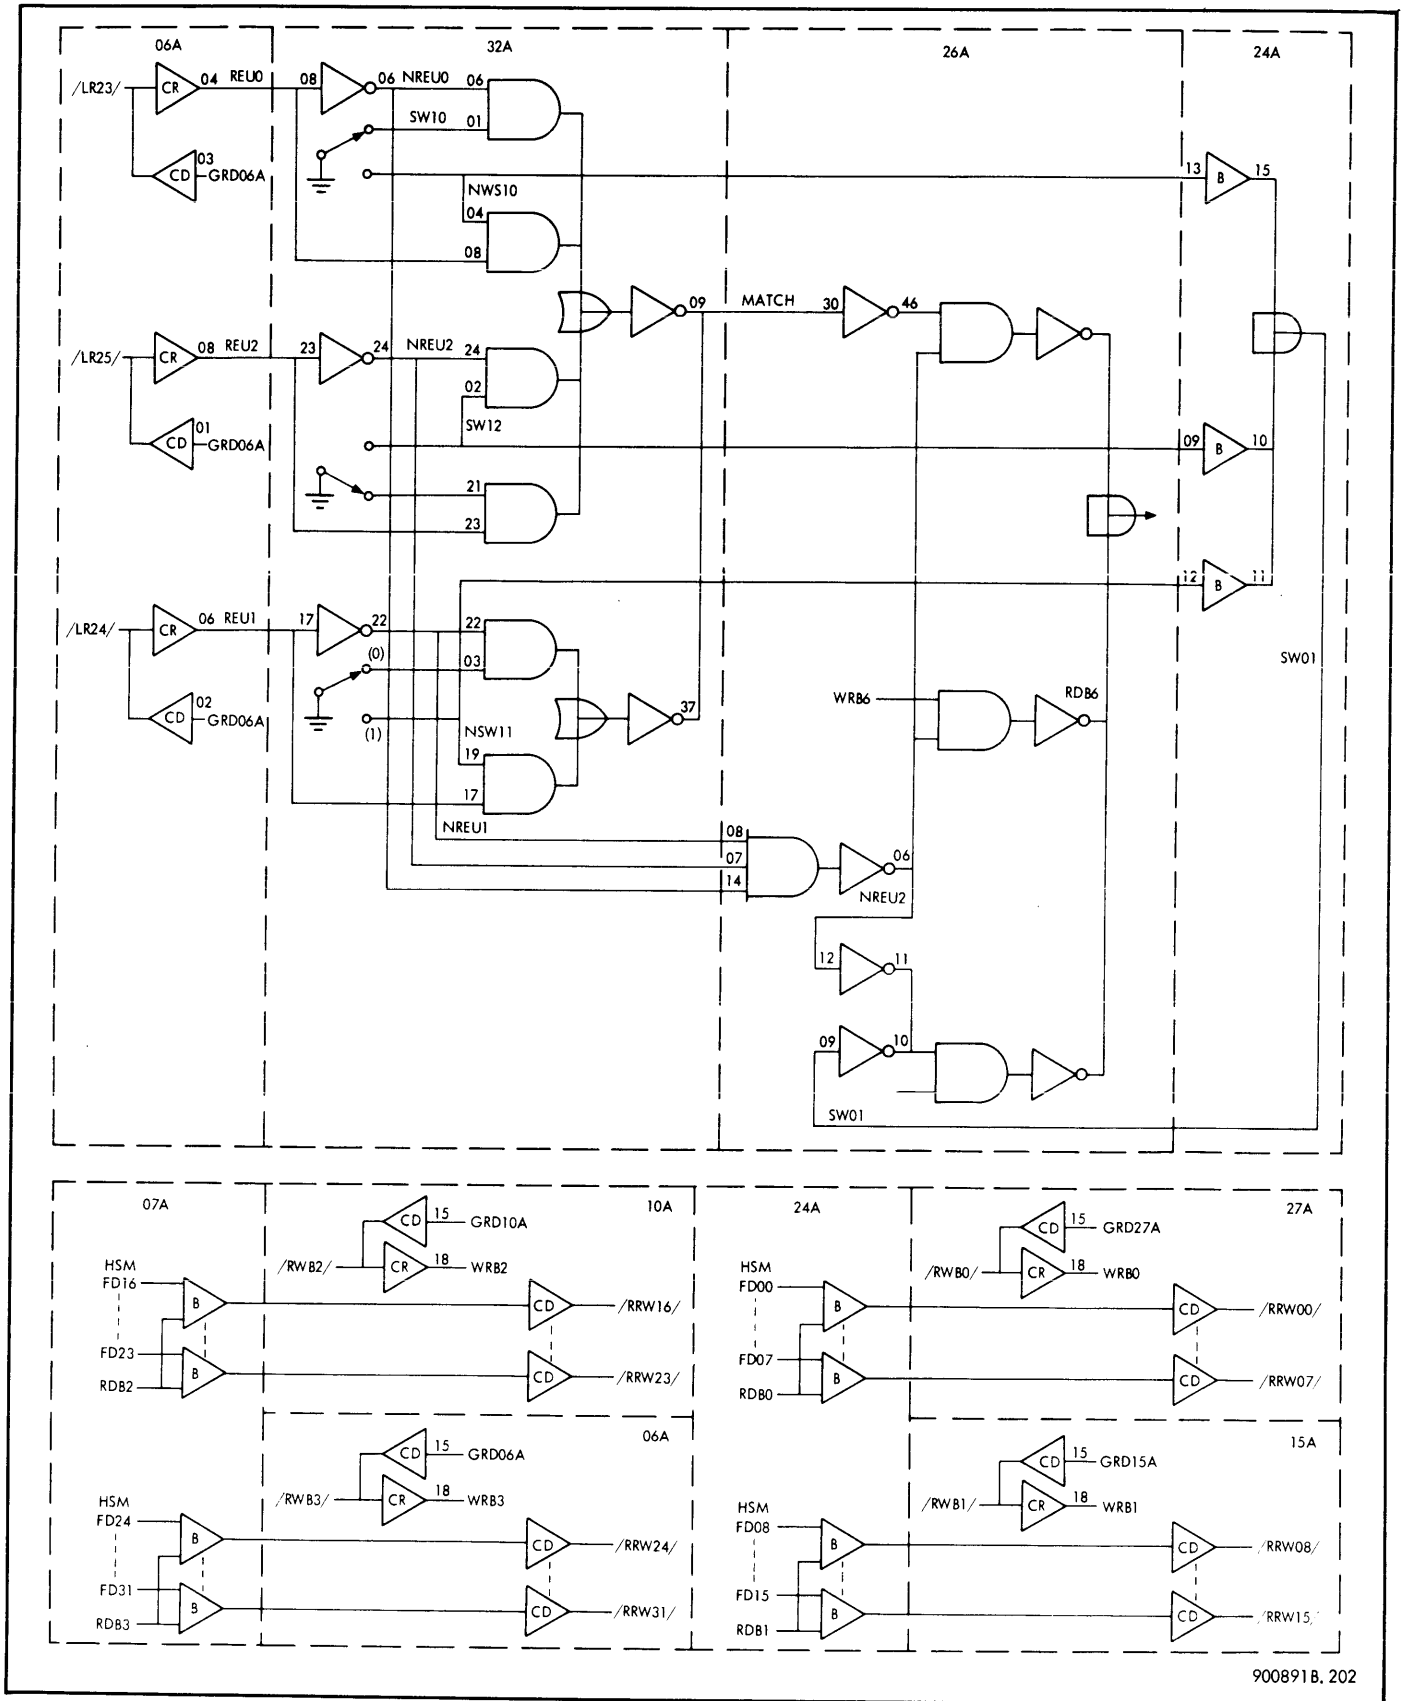 06A
32A
26A
24A
/LR23/ CR 04 REU0 08 06 NREU0 06
SW10 01
CD 03 GRD06A
NWS10
04
08
13 B 15
09 MATCH 30 46
/LR25/ CR 08 REU2 23 24 NREU2 24
02
SW12
CD 01 GRD06A
09 B 10
21
23
12 B 11
/LR24/ CR 06 REU1 17 22 22
(0) 03
CD 02 GRD06A
(1) NSW11
19
17
37
SW01
WRB6 RDB6
NREU1
08
07
14
06
NREU2
12 11
09 10
SW01
07A
10A
CD 15 GRD10A
/RWB2/ CR 18 WRB2
HSM
FD16 B CD /RRW16/
FD23 B CD /RRW23/
RDB2
24A
27A
CD 15 GRD27A
/RWB0/ CR 18 WRB0
HSM
FD00 B CD /RRW00/
FD07 B CD /RRW07/
RDB0
06A
CD 15 GRD06A
/RWB3/ CR 18 WRB3
HSM
FD24 B CD /RRW24/
FD31 B CD /RRW31/
RDB3
15A
CD 15 GRD15A
/RWB1/ CR 18 WRB1
HSM
FD08 B CD /RRW08/
FD15 B CD /RRW15/
RDB1
900891B.202